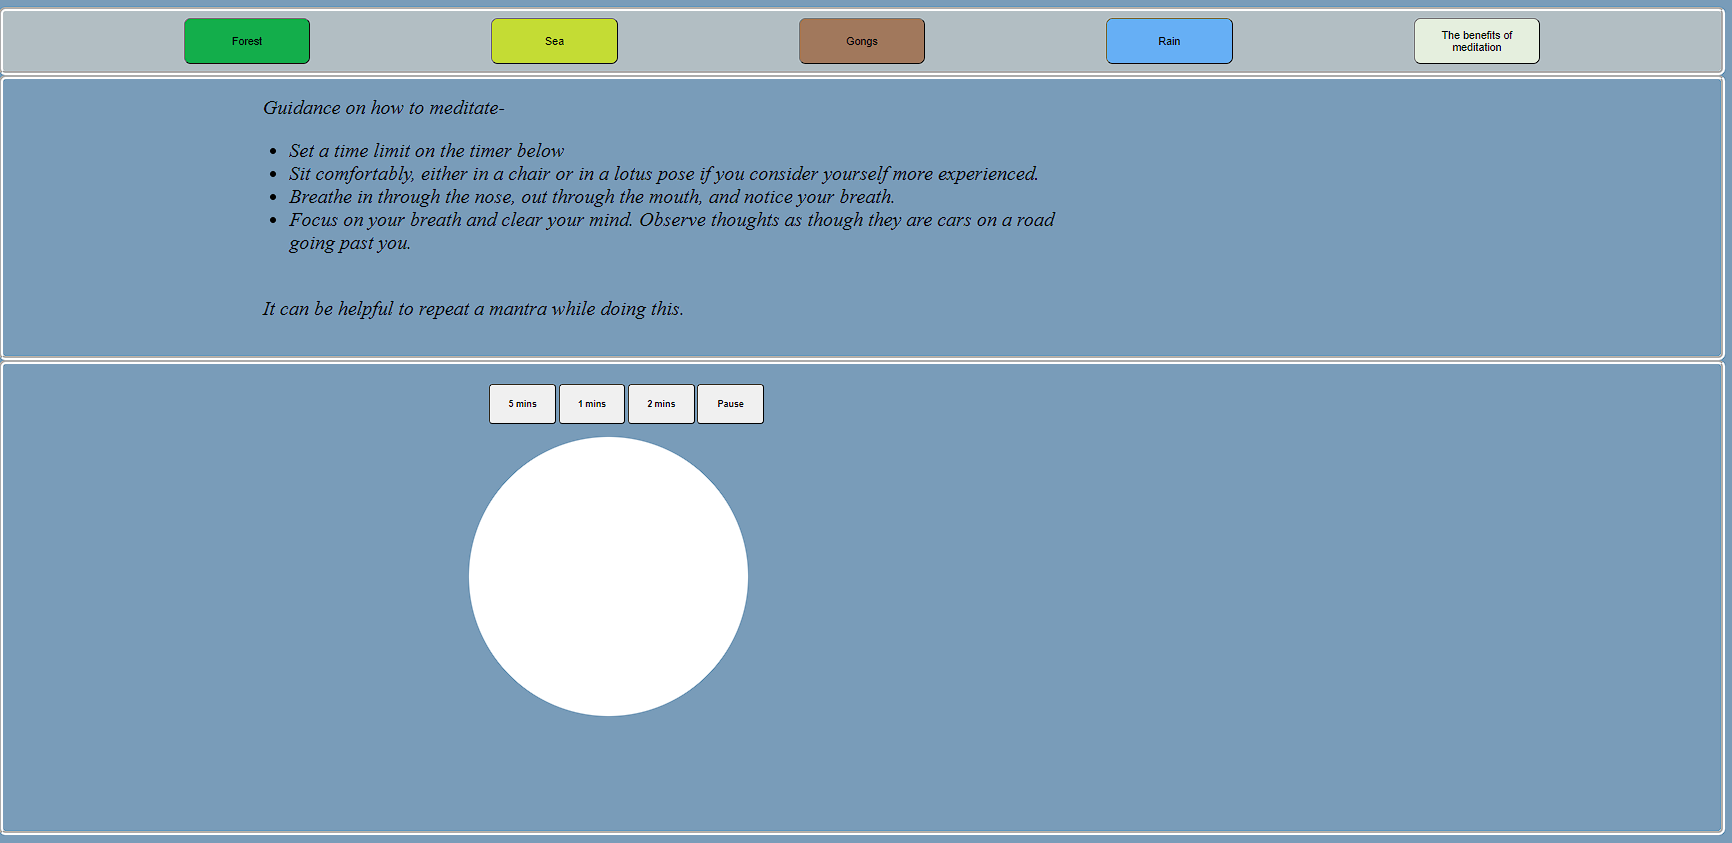 Forest
Sea
Gongs
Rain
The benefits of
meditation
Guidance on how to meditate-
• Set a time limit on the timer below
• Sit comfortably, either in a chair or in a lotus pose if you consider yourself more experienced.
• Breathe in through the nose, out through the mouth, and notice your breath.
• Focus on your breath and clear your mind. Observe thoughts as though they are cars on a road
going past you.
It can be helpful to repeat a mantra while doing this.
5 mins
1 mins
2 mins
Pause